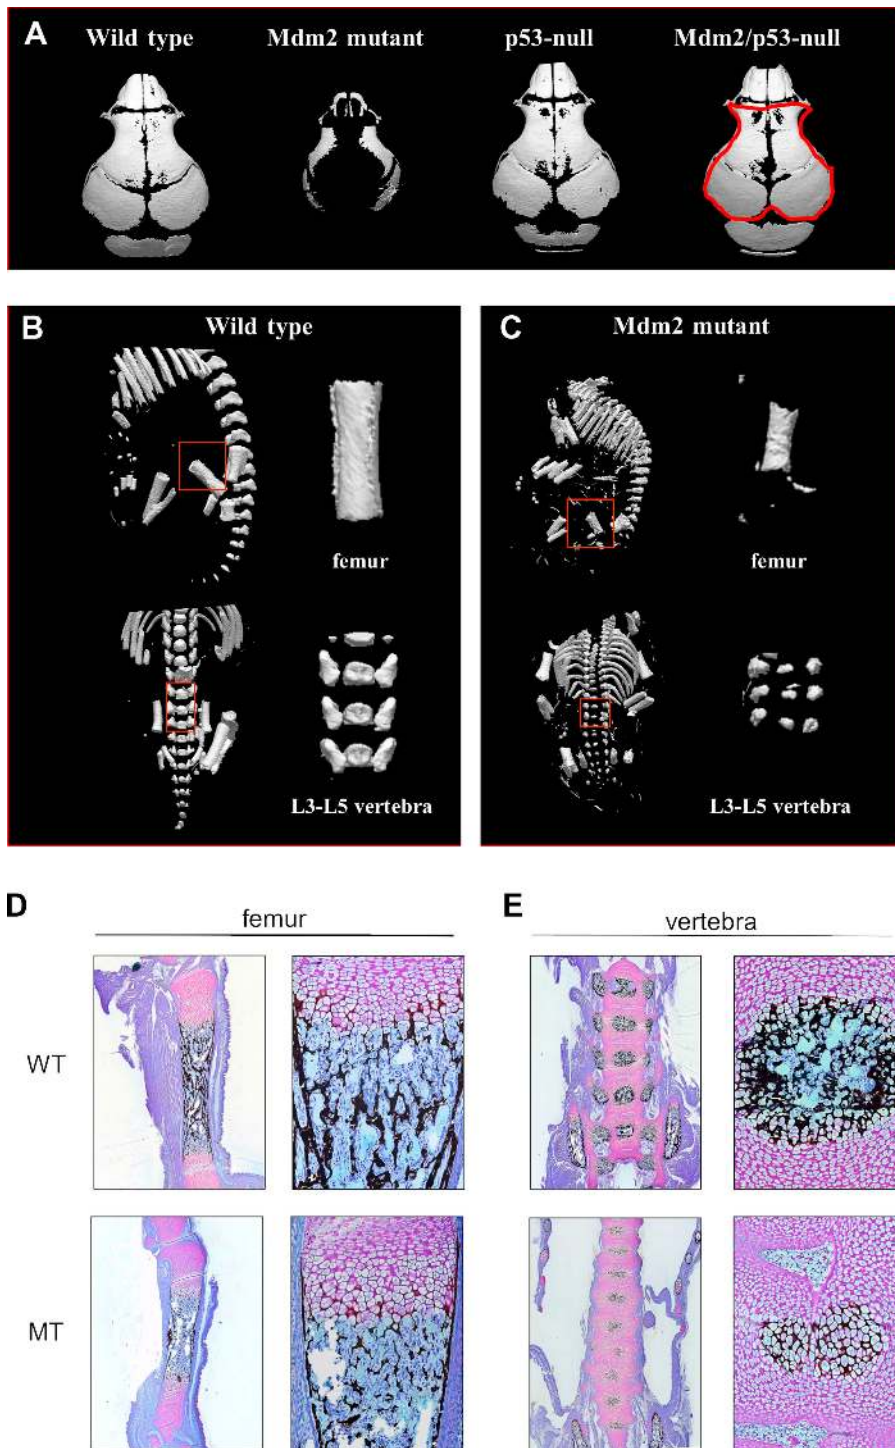 A
Wild type Mdm2 mutant p53-null Mdm2/p53-null
B
Wild type
femur
L3-L5 vertebra
C
Mdm2 mutant
femur
L3-L5 vertebra
D
femur
E
vertebra
WT
MT